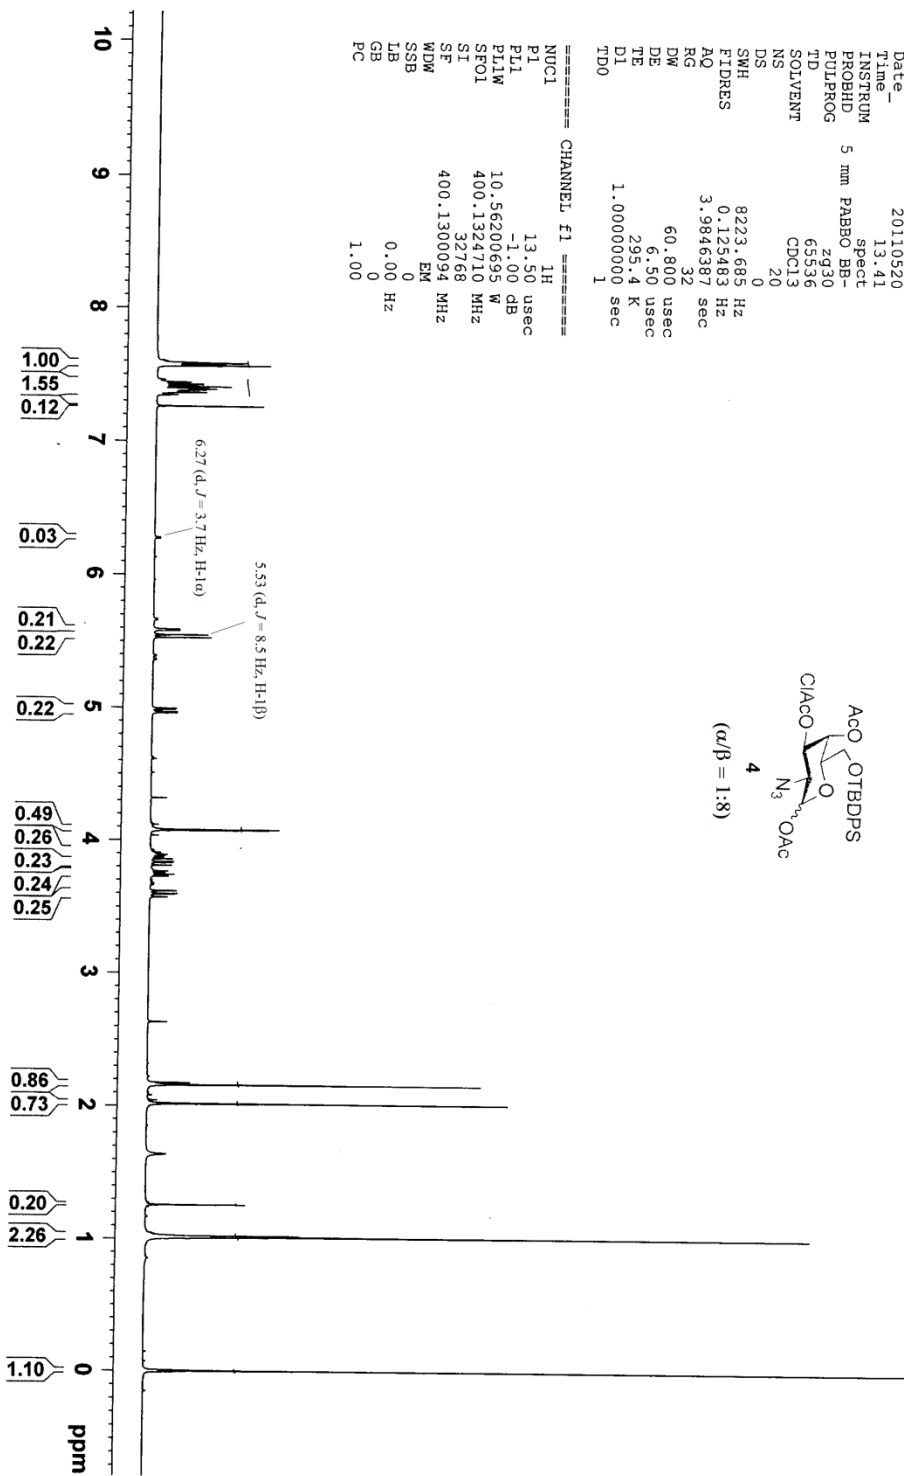 Date_ 20110520
Time 13.41
INSTRUM spect
PROBHD 5 mm PABBO BB-
PULPROG zg30
TD 65536
SOLVENT CDCl3
NS 20
DS 0
SWH 8223.685 Hz
FIDRES 0.125483 Hz
AQ 3.9846387 sec
RG 32
DW 60.800 usec
DE 6.50 usec
TE 295.4 K
D1 1.00000000 sec
TD0 1
======== CHANNEL f1 ========
NUC1 1H
P1 13.50 usec
PL1 -1.00 dB
PL1W 10.56200695 W
SFO1 400.1324710 MHz
SI 32768
SF 400.1300094 MHz
WDW EM
SSB 0
LB 0.00 Hz
GB 0
PC 1.00
AcO
OTBDPS
O
ClAcO
N3
OAc
4
(α/β = 1:8)
6.27 (d, J = 3.7 Hz, H-1α)
5.53 (d, J = 8.5 Hz, H-1β)
10 9 8 7 6 5 4 3 2 1 0 ppm
1.00
1.55
0.12
0.03
0.21
0.22
0.22
0.49
0.26
0.23
0.24
0.25
0.86
0.73
0.20
2.26
1.10